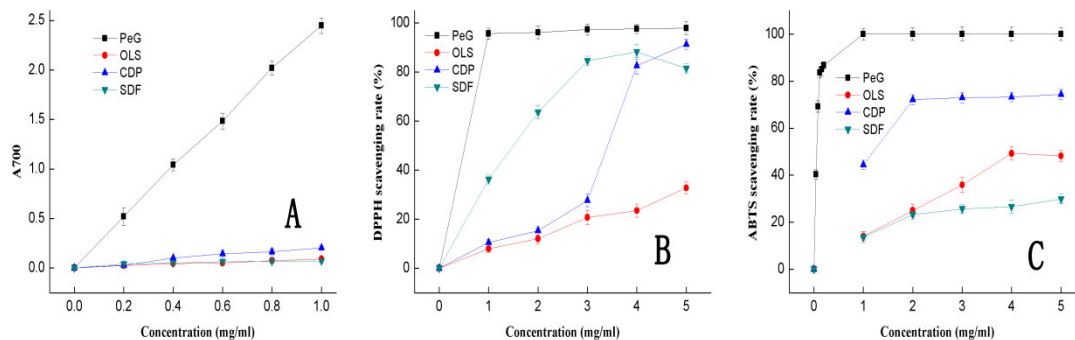 2.5
2.0
1.5
1.0
0.5
0.0
A700
PeG
OLS
CDP
SDF
A
0.0 0.2 0.4 0.6 0.8 1.0
Concentration (mg/ml)
100
80
60
40
20
0
DPPH scavenging rate (%)
PeG
OLS
CDP
SDF
B
0 1 2 3 4 5
Concentration (mg/ml)
100
80
60
40
20
0
ABTS scavenging rate (%)
PeG
OLS
CDP
SDF
C
0 1 2 3 4 5
Concentration (mg/ml)